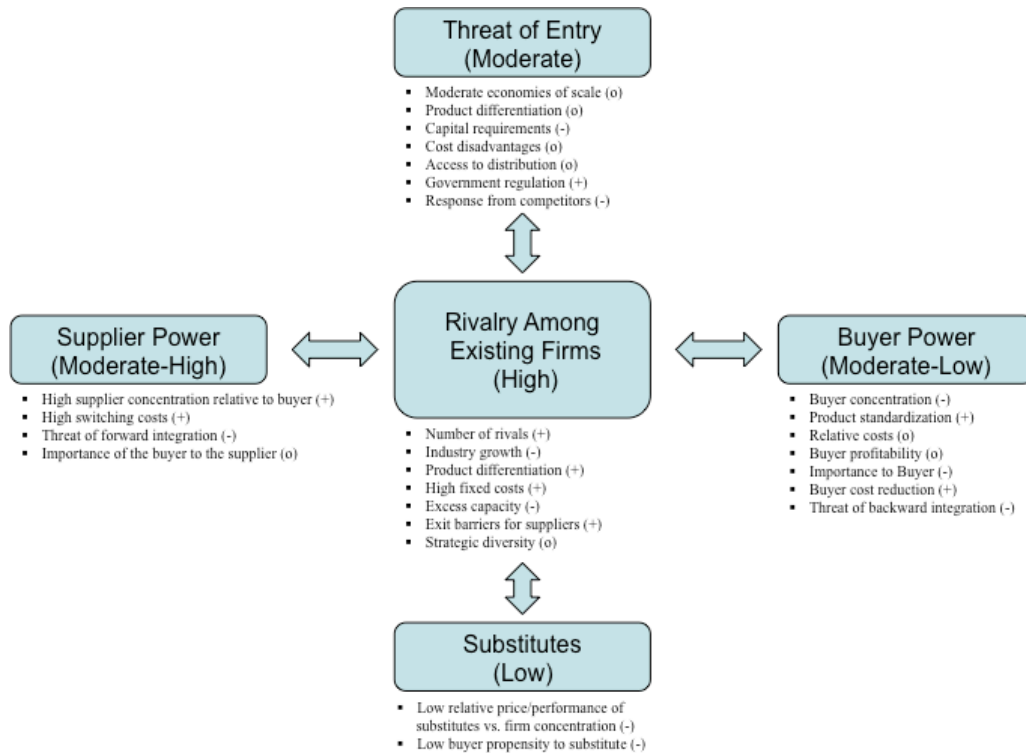 Threat of Entry
(Moderate)
▪ Moderate economies of scale (o)
▪ Product differentiation (o)
▪ Capital requirements (-)
▪ Cost disadvantages (o)
▪ Access to distribution (o)
▪ Government regulation (+)
▪ Response from competitors (-)
Supplier Power
(Moderate-High)
▪ High supplier concentration relative to buyer (+)
▪ High switching costs (+)
▪ Threat of forward integration (-)
▪ Importance of the buyer to the supplier (o)
Rivalry Among
Existing Firms
(High)
▪ Number of rivals (+)
▪ Industry growth (-)
▪ Product differentiation (+)
▪ High fixed costs (+)
▪ Excess capacity (-)
▪ Exit barriers for suppliers (+)
▪ Strategic diversity (o)
Buyer Power
(Moderate-Low)
▪ Buyer concentration (-)
▪ Product standardization (+)
▪ Relative costs (o)
▪ Buyer profitability (o)
▪ Importance to Buyer (-)
▪ Buyer cost reduction (+)
▪ Threat of backward integration (-)
Substitutes
(Low)
▪ Low relative price/performance of
substitutes vs. firm concentration (-)
▪ Low buyer propensity to substitute (-)